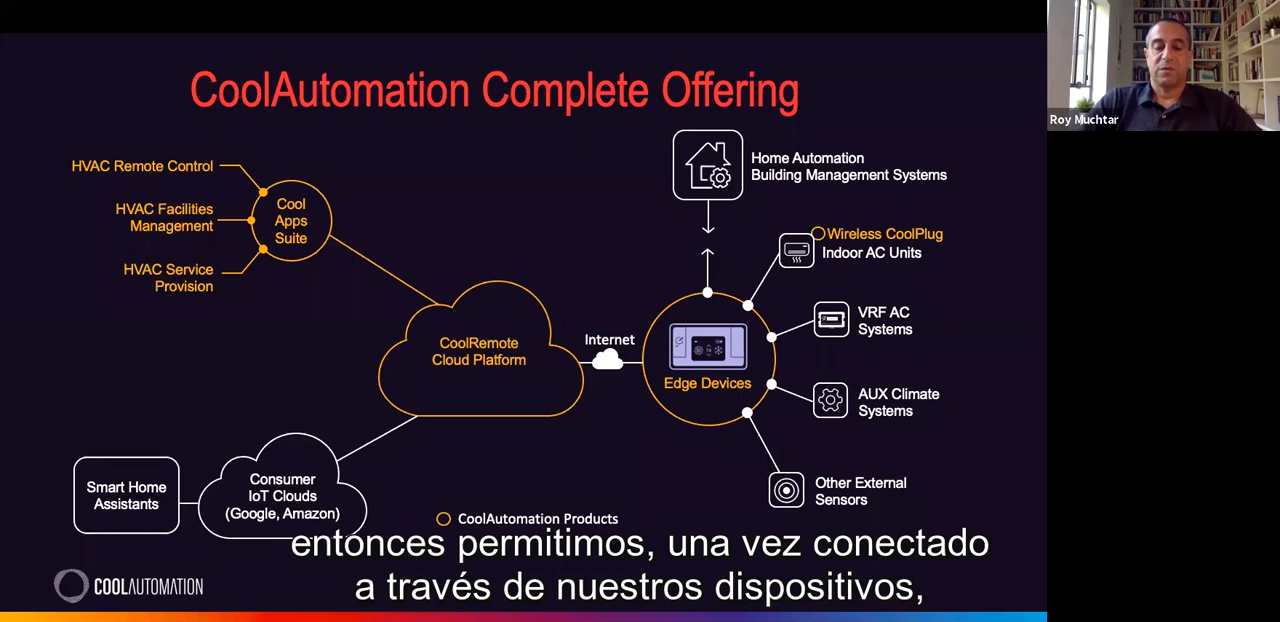 CoolAutomation Complete Offering
Roy Muchtar
HVAC Remote Control
HVAC Facilities
Management
HVAC Service
Provision
Cool
Apps
Suite
Home Automation
Building Management Systems
Wireless CoolPlug
Indoor AC Units
VRF AC
Systems
CoolRemote
Cloud Platform
Internet
Edge Devices
AUX Climate
Systems
Smart Home
Assistants
Consumer
IoT Clouds
(Google, Amazon)
Other External
Sensors
CoolAutomation Products
entonces permitimos, una vez conectado
a través de nuestros dispositivos,
COOLAUTOMATION